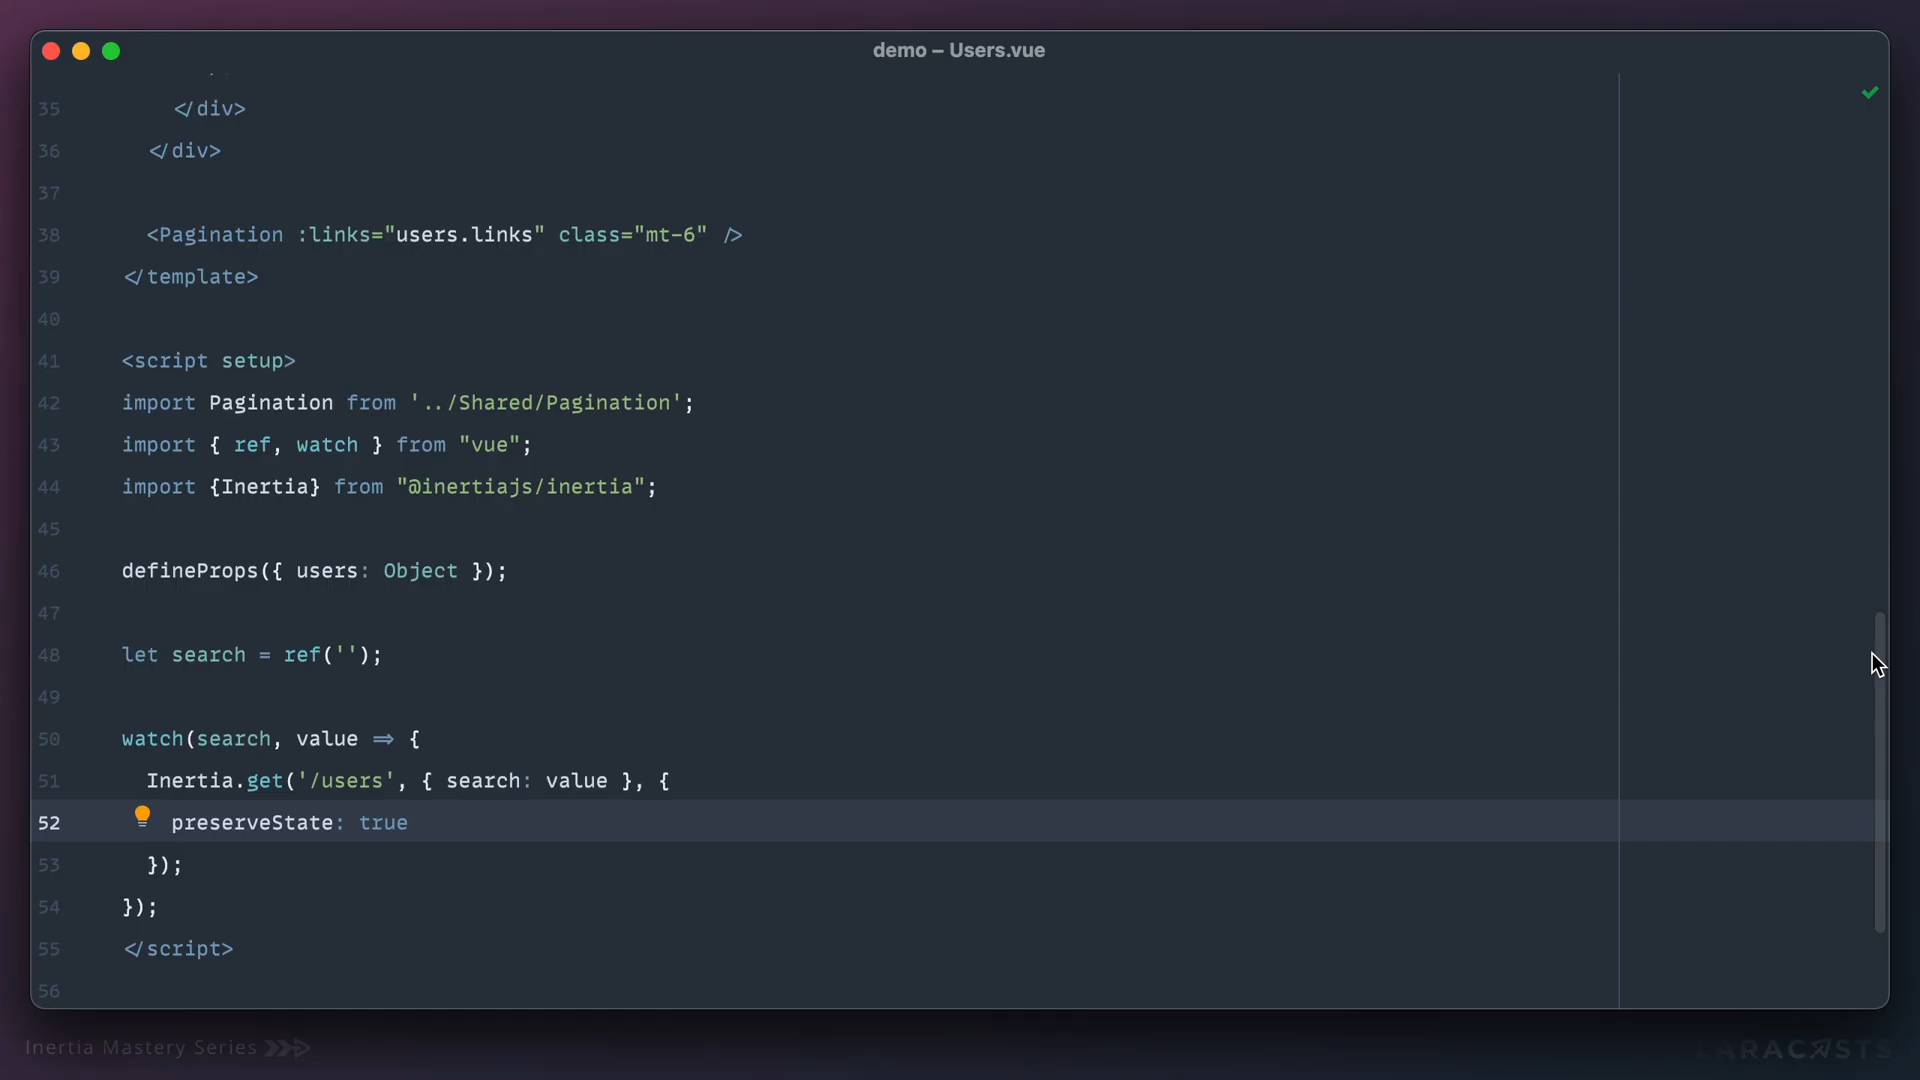 demo – Users.vue
35 </div>
36 </div>
37
38 <Pagination :links="users.links" class="mt-6" />
39 </template>
40
41 <script setup>
42 import Pagination from '../Shared/Pagination';
43 import { ref, watch } from "vue";
44 import {Inertia} from "@inertiajs/inertia";
45
46 defineProps({ users: Object });
47
48 let search = ref('');
49
50 watch(search, value => {
51 Inertia.get('/users', { search: value }, {
52 preserveState: true
53 });
54 });
55 </script>
56
Inertia Mastery Series
LARACASTS